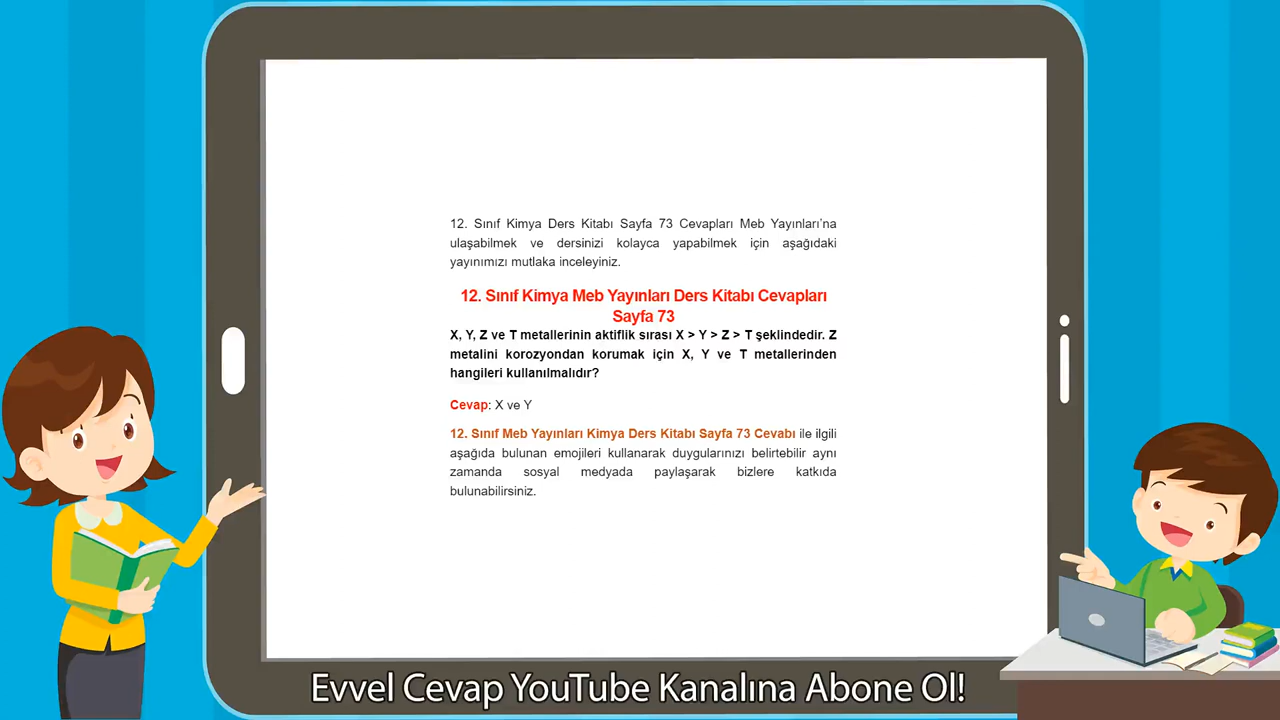 12. Sınıf Kimya Ders Kitabı Sayfa 73 Cevapları Meb Yayınları’na
ulaşabilmek ve dersinizi kolayca yapabilmek için aşağıdaki
yayınımızı mutlaka inceleyiniz.
12. Sınıf Kimya Meb Yayınları Ders Kitabı Cevapları
Sayfa 73
X, Y, Z ve T metallerinin aktiflik sırası X > Y > Z > T şeklindedir. Z
metalini korozyondan korumak için X, Y ve T metallerinden
hangileri kullanılmalıdır?
Cevap: X ve Y
12. Sınıf Meb Yayınları Kimya Ders Kitabı Sayfa 73 Cevabı ile ilgili
aşağıda bulunan emojileri kullanarak duygularınızı belirtebilir aynı
zamanda sosyal medyada paylaşarak bizlere katkıda
bulunabilirsiniz.
Evvel Cevap YouTube Kanalına Abone Ol!